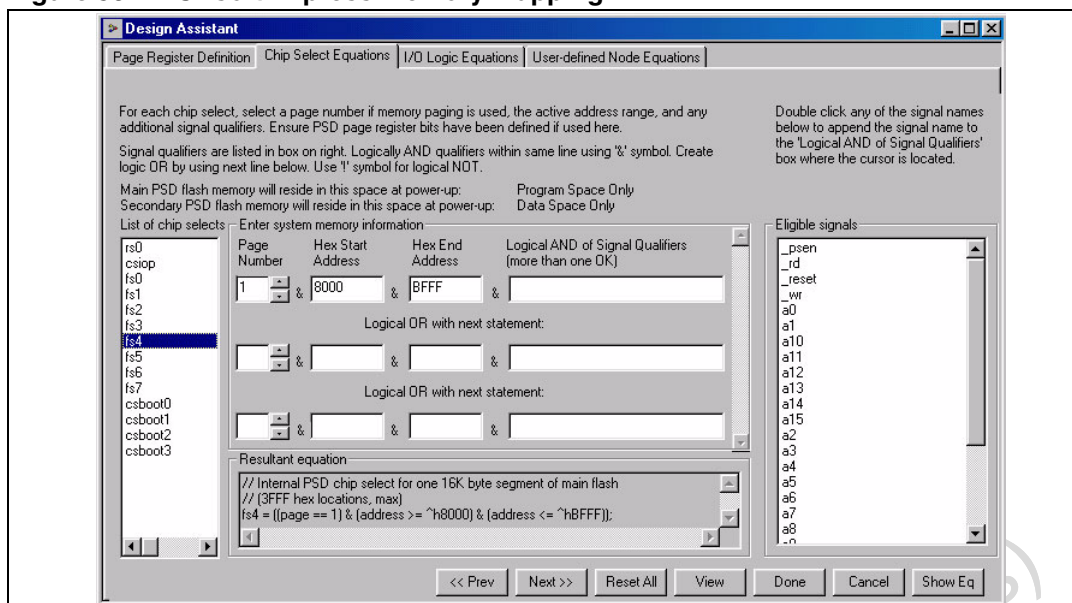 Design Assistant
Page Register Definition Chip Select Equations I/O Logic Equations User-defined Node Equations
For each chip select, select a page number if memory paging is used, the active address range, and any
additional signal qualifiers. Ensure PSD page register bits have been defined if used here.
Signal qualifiers are listed in box on right. Logically AND qualifiers within same line using '&' symbol. Create
logic OR by using next line below. Use '!' symbol for logical NOT.
Main PSD flash memory will reside in this space at power-up: Program Space Only
Secondary PSD flash memory will reside in this space at power-up: Data Space Only
Double click any of the signal names
below to append the signal name to
the 'Logical AND of Signal Qualifiers'
box where the cursor is located.
List of chip selects
rs0
csiop
fs0
fs1
fs2
fs3
fs4
fs5
fs6
fs7
csboot0
csboot1
csboot2
csboot3
Enter system memory information
Page Number
Hex Start Address
Hex End Address
Logical AND of Signal Qualifiers
(more than one OK)
1 & 8000 & BFFF &
Logical OR with next statement:
& & &
Logical OR with next statement:
& & &
Resultant equation
// Internal PSD chip select for one 16K byte segment of main flash
// (3FFF hex locations, max)
fs4 = ((page == 1) & (address >= ^h8000) & (address <= ^hBFFF));
Eligible signals
_psen
_rd
_reset
_wr
a0
a1
a10
a11
a12
a13
a14
a15
a2
a3
a4
a5
a6
a7
a8
<< Prev Next >> Reset All View Done Cancel Show Eq